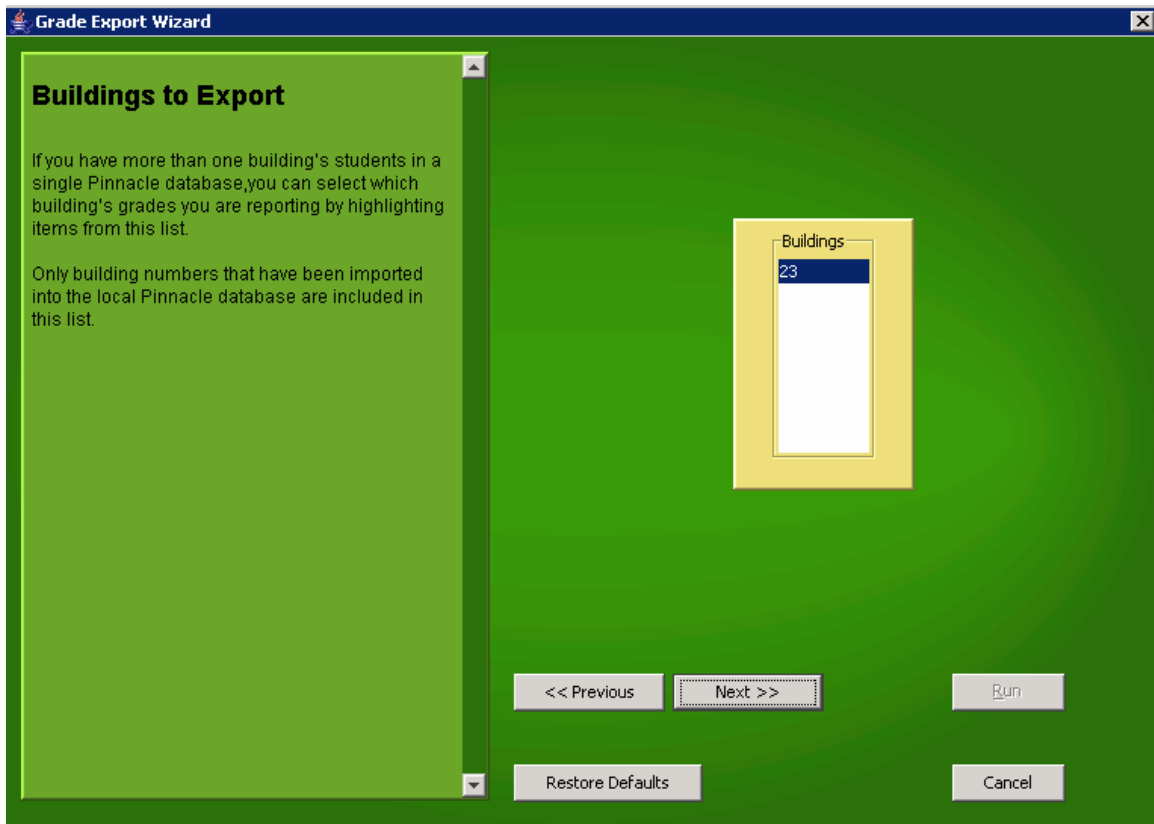 Grade Export Wizard
Buildings to Export
If you have more than one building's students in a
single Pinnacle database,you can select which
building's grades you are reporting by highlighting
items from this list.
Only building numbers that have been imported
into the local Pinnacle database are included in
this list.
Buildings
23
<< Previous
Next >>
Run
Restore Defaults
Cancel